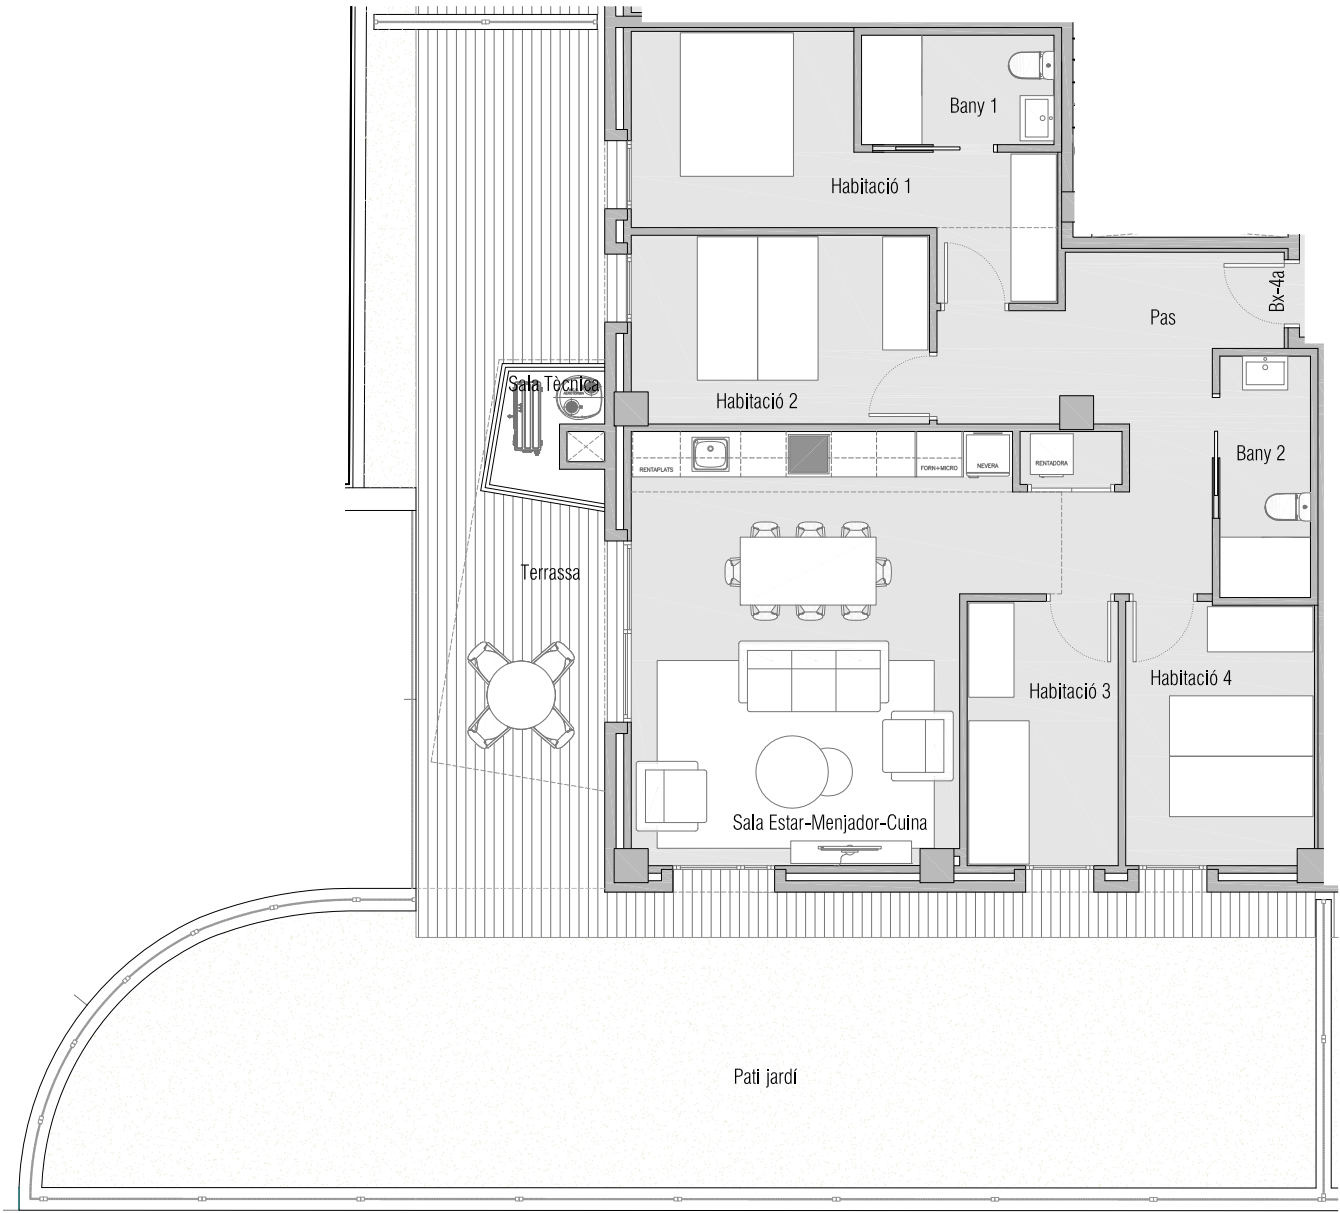 Bany 1
Habitació 1
Bx-4a
Pas
Sala Tècnica
Habitació 2
Bany 2
RENTAPLATS
FORN+MICRO
NEVERA
RENTADORA
Terrassa
Habitació 4
Habitació 3
Sala Estar-Menjador-Cuina
Pati jardí